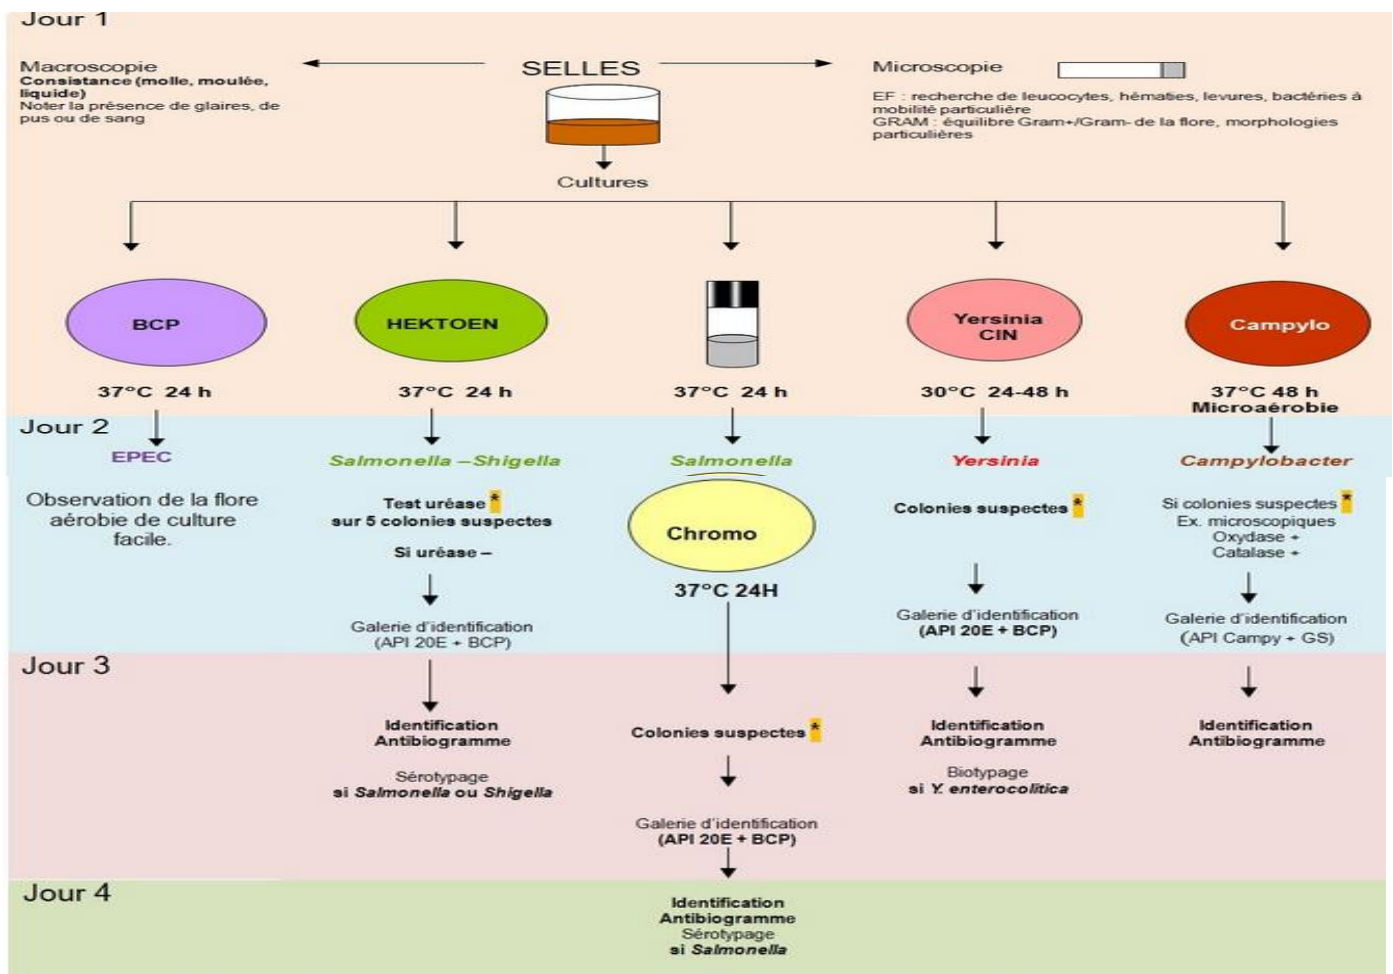 Jour 1
Macroscopie
Consistance (molle, moulée,
liquide)
Noter la présence de glaires, de
pus ou de sang
SELLES
Microscopie
EF : recherche de leucocytes, hématies, levures, bactéries à
mobilité particulière
GRAM : équilibre Gram+/Gram- de la flore, morphologies
particulières
Cultures
BCP
HEKTOEN
Yersinia
CIN
Campylo
37°C 24 h
37°C 24 h
37°C 24 h
30°C 24-48 h
37°C 48 h
Microaérobie
Jour 2
EPEC
Observation de la flore
aérobie de culture
facile.
Salmonella –Shigella
Test uréase *
sur 5 colonies suspectes
Si uréase –
Galerie d'identification
(API 20E + BCP)
Salmonella
Chromo
37°C 24H
Yersinia
Colonies suspectes *
Galerie d'identification
(API 20E + BCP)
Campylobacter
Si colonies suspectes *
Ex. microscopiques
Oxydase +
Catalase +
Galerie d'identification
(API Campy + GS)
Jour 3
Identification
Antibiogramme
Sérotypage
si Salmonella ou Shigella
Colonies suspectes *
Galerie d'identification
(API 20E + BCP)
Identification
Antibiogramme
Biotypage
si Y. enterocolitica
Identification
Antibiogramme
Jour 4
Identification
Antibiogramme
Sérotypage
si Salmonella